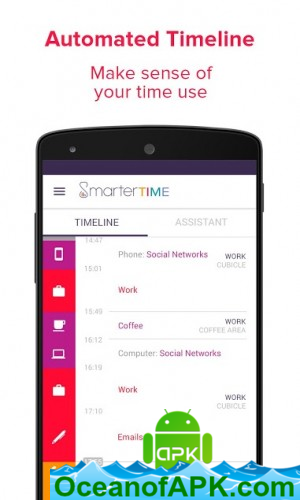 Automated Timeline
Make sense of
your time use
SmarterTIME
TIMELINE
ASSISTANT
14:47
Phone: Social Networks
WORK
CUBICLE
15:01
Work
15:49
Coffee
WORK
COFFEE AREA
16:12
Computer: Social Networks
16:19
Work
WORK
CUBICLE
17:10
Emails
apk
OceanofAPK.com